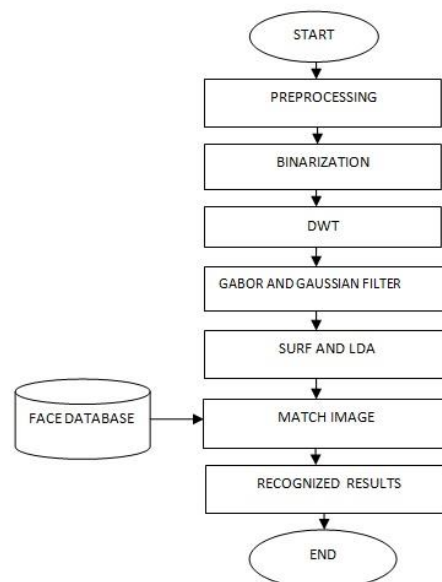 START
PREPROCESSING
BINARIZATION
DWT
GABOR AND GAUSSIAN FILTER
SURF AND LDA
FACE DATABASE
MATCH IMAGE
RECOGNIZED RESULTS
END